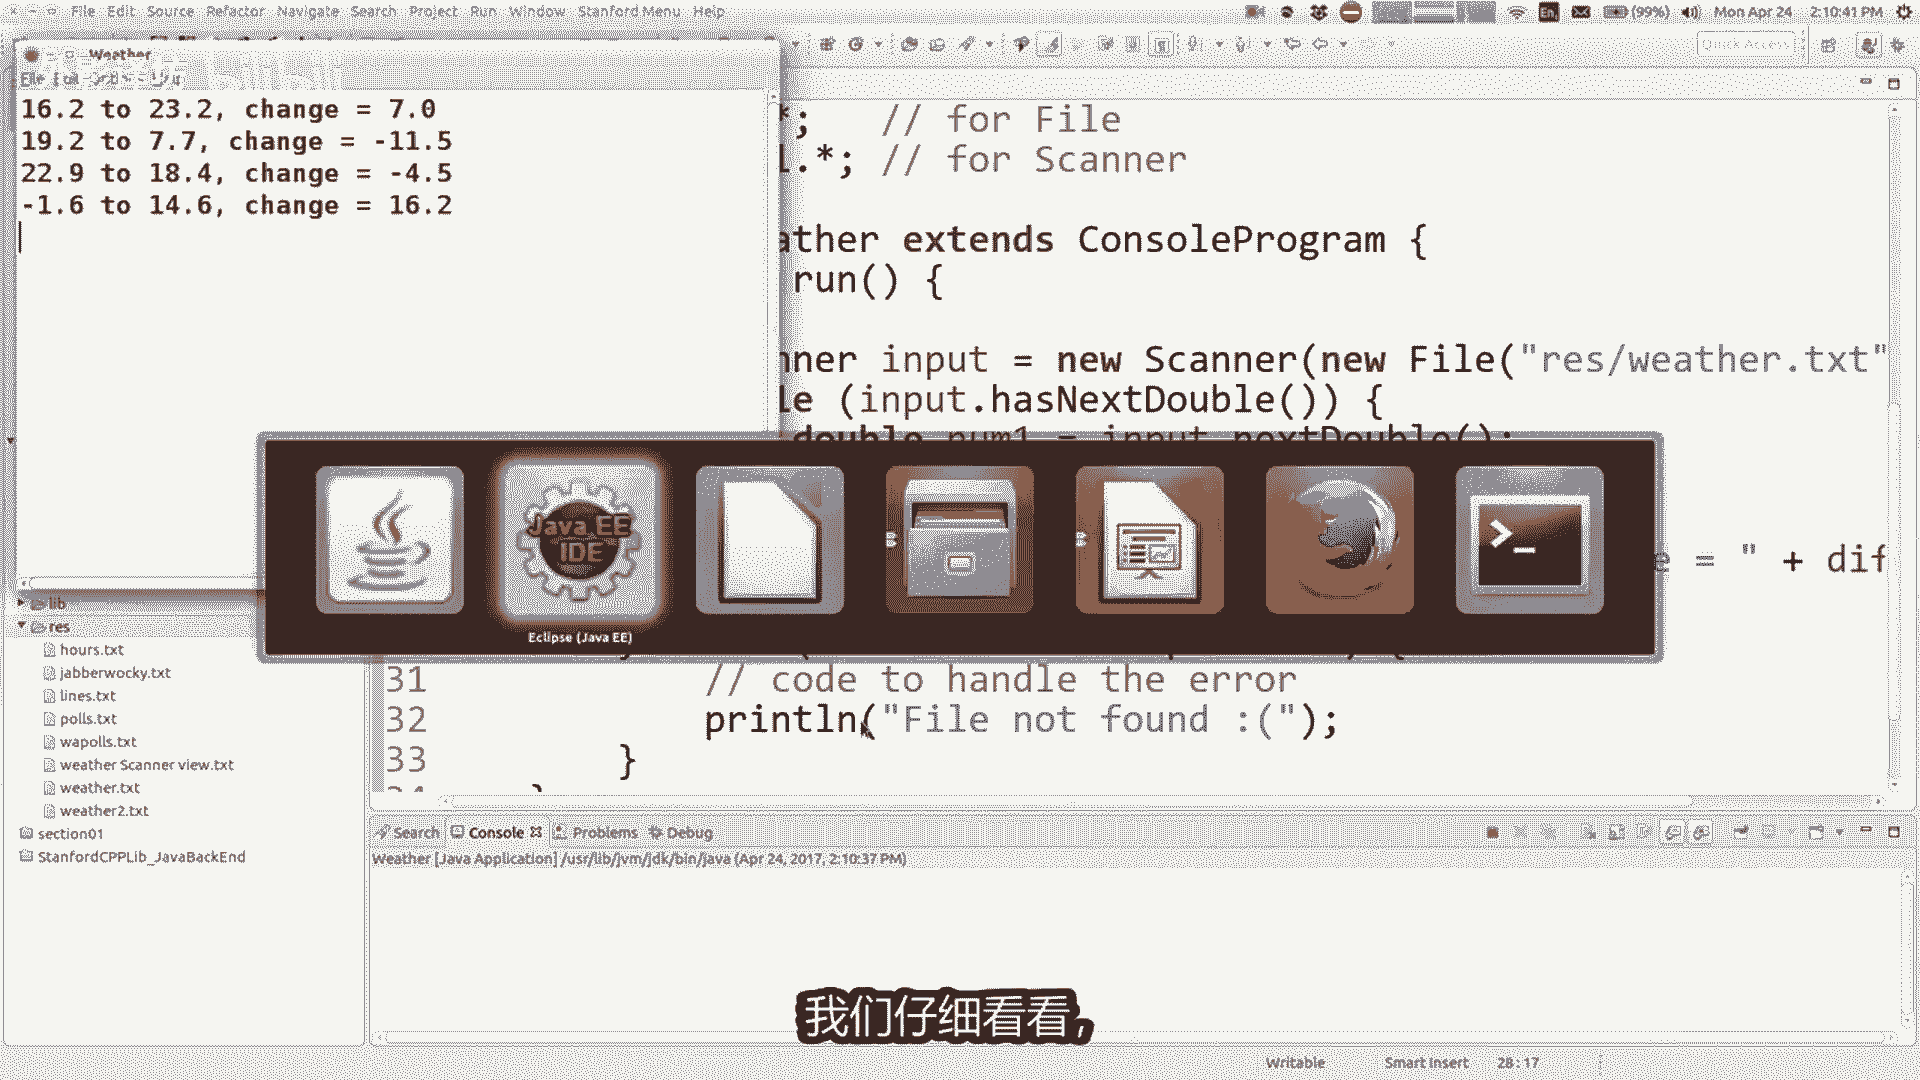 File Edit Source Refactor Navigate Search Project Run Window Stanford Menu Help
En (99%) Mon Apr 24 2:10:41 PM
Quick Access
Weather
16.2 to 23.2, change = 7.0
19.2 to 7.7, change = -11.5
22.9 to 18.4, change = -4.5
-1.6 to 14.6, change = 16.2
*; // for File
.*; // for Scanner
ather extends ConsoleProgram {
run() {
nner input = new Scanner(new File("res/weather.txt"
le (input.hasNextDouble()) {
double num1 = input.nextDouble();
e = " + dif
Java EE
IDE
Eclipse (Java EE)
31 // code to handle the error
32 println("File not found :(");
33 }
34 }
lib
res
hours.txt
jabberwocky.txt
lines.txt
polls.txt
wapolls.txt
weather Scanner view.txt
weather.txt
weather2.txt
section01
StanfordCPPLib_JavaBackEnd
Search Console Problems Debug
Weather [Java Application] /usr/lib/jvm/jdk/bin/java (Apr 24, 2017, 2:10:37 PM)
我们仔细看看,
Writable Smart Insert 28:17